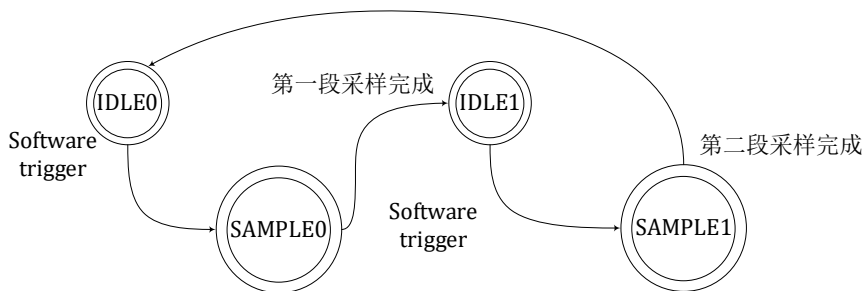 IDLE0
第一段采样完成
IDLE1
Software
trigger
第二段采样完成
SAMPLE0
Software
trigger
SAMPLE1